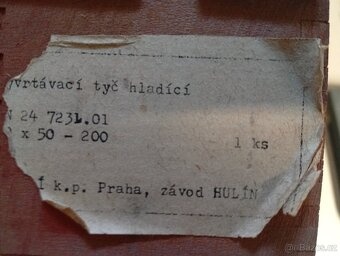 vrtávací tyč hladící
24 7231.01
x 50 - 200 1 ks
k.p. Praha, závod HULÍN